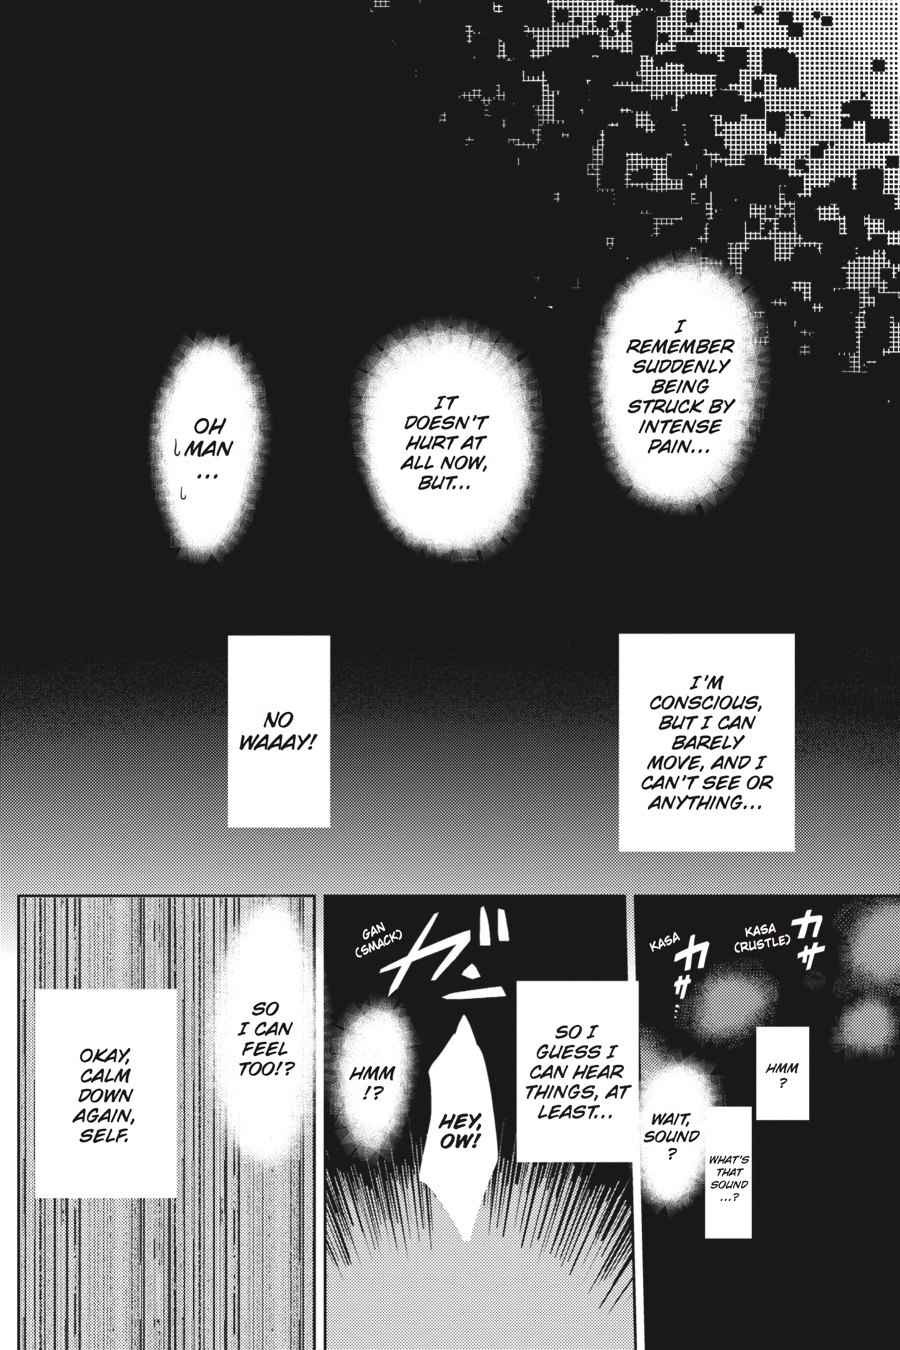 I
REMEMBER
SUDDENLY
BEING
STRUCK BY
INTENSE
PAIN...
IT
DOESN'T
HURT AT
ALL NOW,
BUT...
OH
MAN
...
I'M
CONSCIOUS,
BUT I CAN
BARELY
MOVE, AND I
CAN'T SEE OR
ANYTHING...
NO
WAAAY!
カサ
KASA
(RUSTLE)
カサ...
KASA
HMM
?
WHAT'S
THAT
SOUND
...?
WAIT,
SOUND
?
SO I
GUESS I
CAN HEAR
THINGS, AT
LEAST...
ガン
GAN
(SMACK)
HEY,
OW!
HMM
!?
SO
I CAN
FEEL
TOO!?
OKAY,
CALM
DOWN
AGAIN,
SELF.